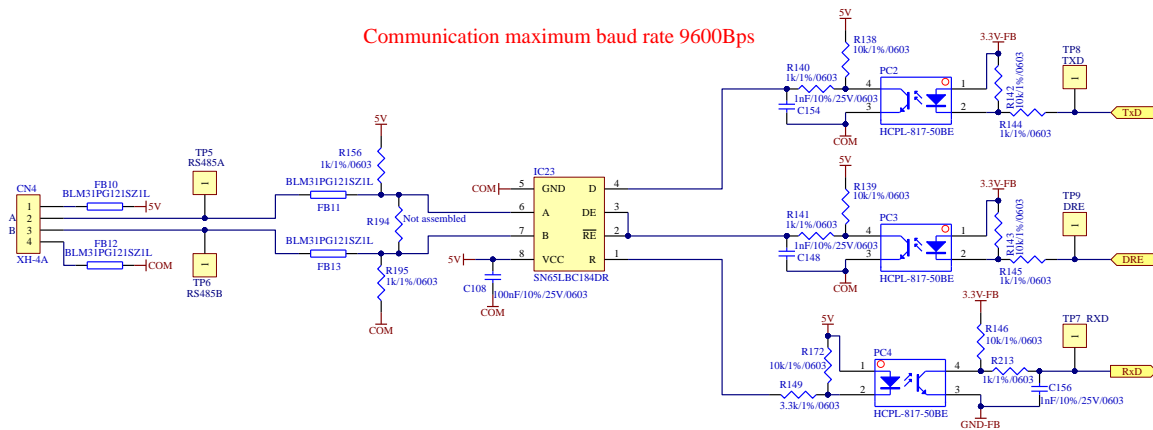 Communication maximum baud rate 9600Bps
5V
R138
10k/1%/0603
R140
1k/1%/0603
1nF/10%/25V/0603
C154
COM
PC2
4
3
1
2
HCPL-817-50BE
3.3V-FB
R142
10k/1%/0603
R144
1k/1%/0603
TP8
TXD
1
TxD
CN4
1
2
3
4
A
B
XH-4A
FB10
BLM31PG121SZ1L
5V
FB12
BLM31PG121SZ1L
COM
TP5
RS485A
1
1
TP6
RS485B
5V
R156
1k/1%/0603
BLM31PG121SZ1L
FB11
R194
Not assembled
BLM31PG121SZ1L
FB13
R195
1k/1%/0603
COM
IC23
COM
5
GND
D
4
6
A
DE
3
7
B
RE
2
5V
8
VCC
R
1
SN65LBC184DR
C108
100nF/10%/25V/0603
COM
5V
R139
10k/1%/0603
R141
1k/1%/0603
1nF/10%/25V/0603
C148
COM
PC3
4
3
1
2
HCPL-817-50BE
3.3V-FB
R143
10k/1%/0603
R145
1k/1%/0603
TP9
DRE
1
DRE
5V
R172
10k/1%/0603
R149
3.3k/1%/0603
PC4
1
2
4
3
HCPL-817-50BE
3.3V-FB
R146
10k/1%/0603
R213
1k/1%/0603
C156
1nF/10%/25V/0603
GND-FB
TP7 RXD
1
RxD